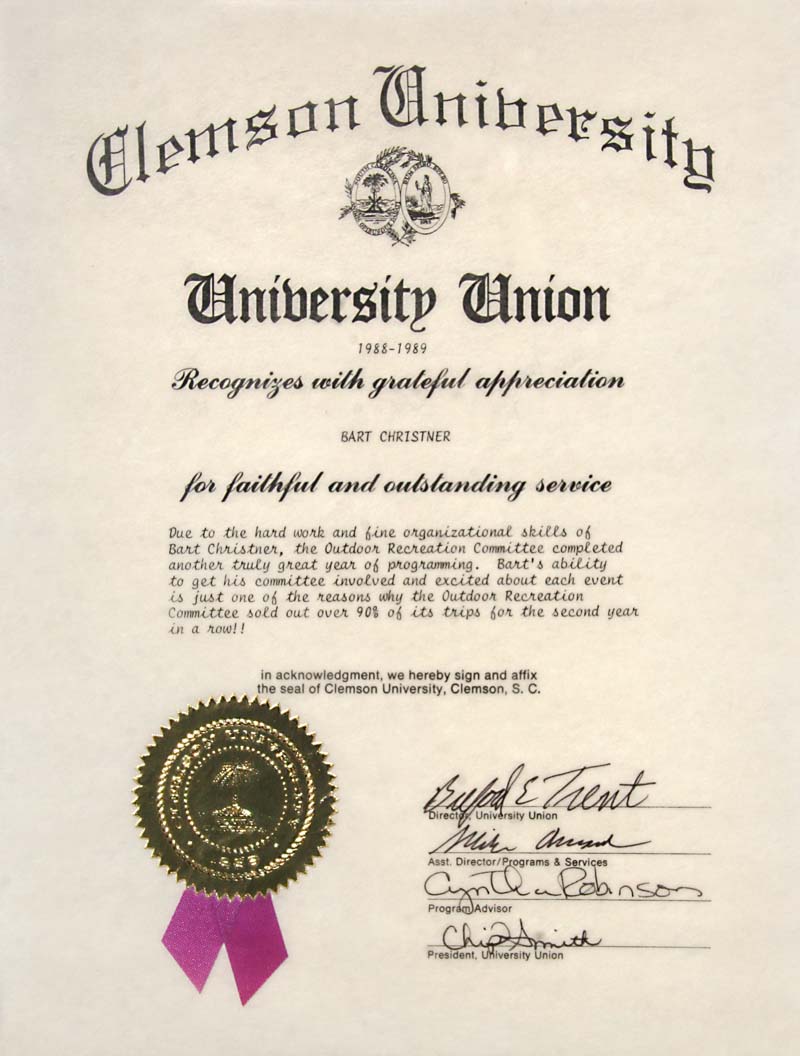 Clemson University
University Union
1988-1989
Recognizes with grateful appreciation
BART CHRISTNER
for faithful and outstanding service
Due to the hard work and fine organizational skills of
Bart Christner, the Outdoor Recreation Committee completed
another truly great year of programming. Bart's ability
to get his committee involved and excited about each event
is just one of the reasons why the Outdoor Recreation
Committee sold out over 90% of its trips for the second year
in a row!!
in acknowledgment, we hereby sign and affix
the seal of Clemson University, Clemson, S. C.
CLEMSON UNIVERSITY
Buford E Trent
Director, University Union
Mike
Asst. Director/Programs & Services
Cynthia Robinson
Program Advisor
Chip Smith
President, University Union